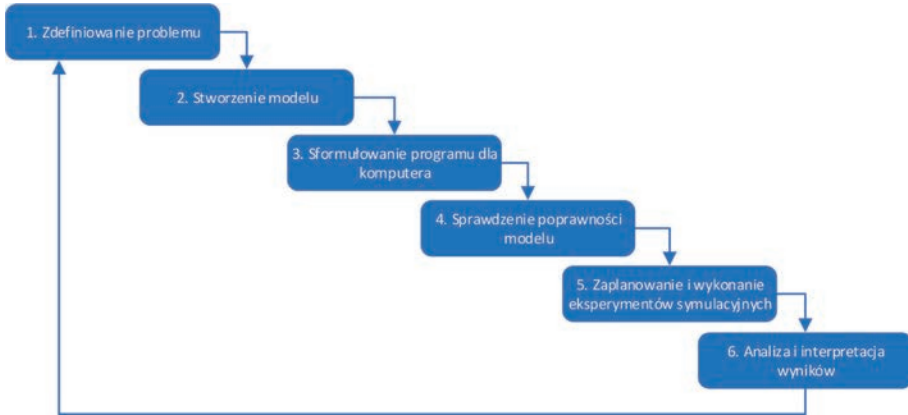 1. Zdefiniowanie problemu
2. Stworzenie modelu
3. Sformułowanie programu dla
komputera
4. Sprawdzenie poprawności
modelu
5. Zaplanowanie i wykonanie
eksperymentów symulacyjnych
6. Analiza i interpretacja
wyników